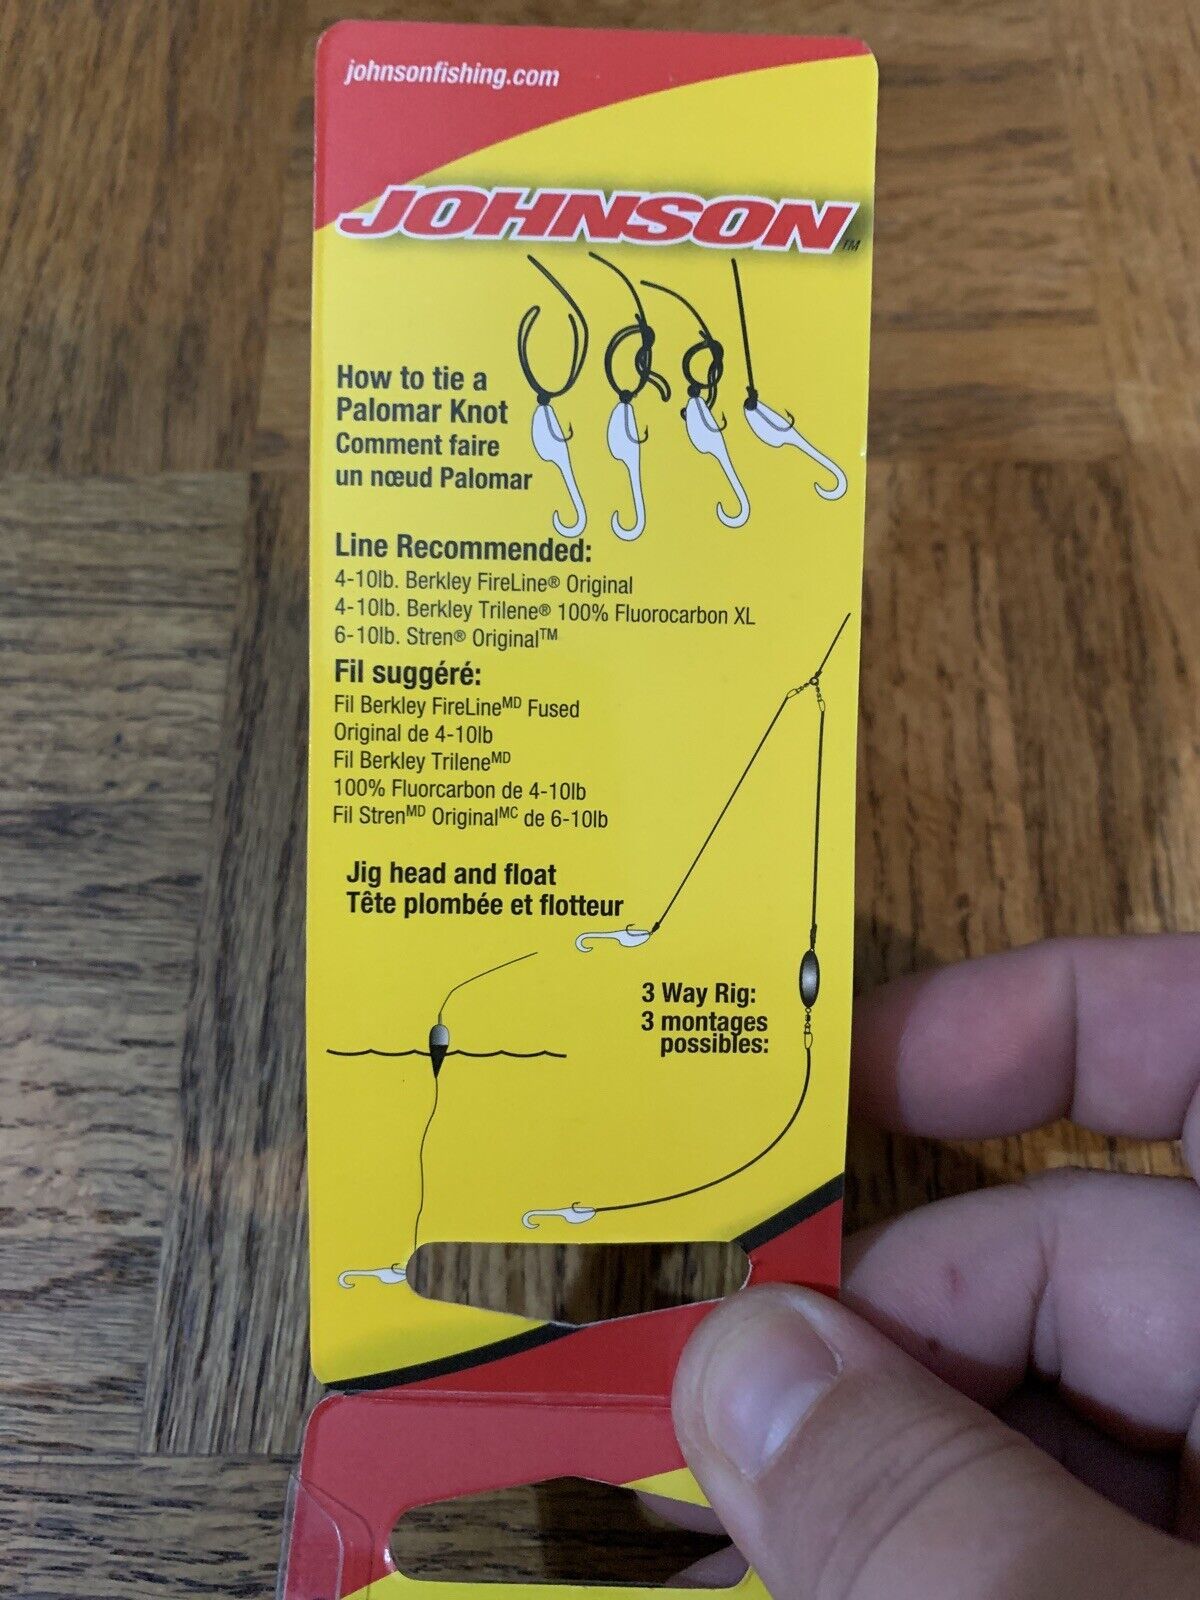 johnsonfishing.com
JOHNSON™
How to tie a
Palomar Knot
Comment faire
un nœud Palomar
Line Recommended:
4-10lb. Berkley FireLine® Original
4-10lb. Berkley Trilene® 100% Fluorocarbon XL
6-10lb. Stren® Original™
Fil suggéré:
Fil Berkley FireLineMD Fused
Original de 4-10lb
Fil Berkley TrileneMD
100% Fluorcarbon de 4-10lb
Fil StrenMD OriginalMC de 6-10lb
Jig head and float
Tête plombée et flotteur
3 Way Rig:
3 montages
possibles: